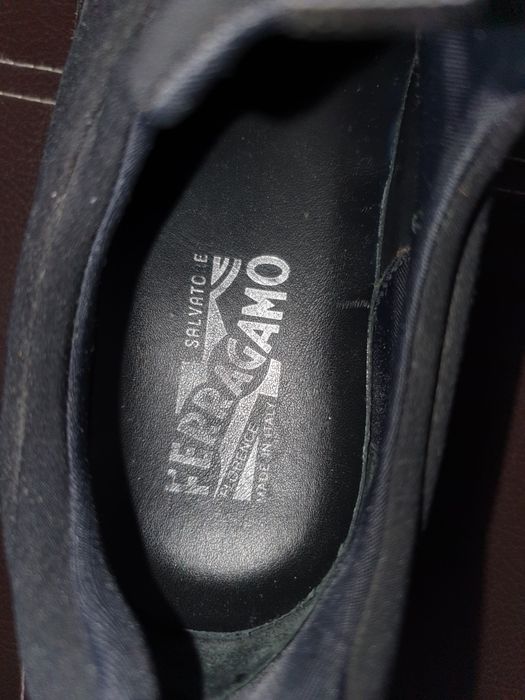 SALVATORE
FERRAGAMO
FLORENCE
MADE IN ITALY